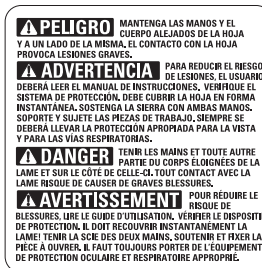 PELIGRO MANTENGA LAS MANOS Y EL
CUERPO ALEJADOS DE LA HOJA
Y A UN LADO DE LA MISMA. EL CONTACTO CON LA HOJA
PROVOCA LESIONES GRAVES.
ADVERTENCIA PARA REDUCIR EL RIESGO
DE LESIONES, EL USUARIO
DEBERÁ LEER EL MANUAL DE INSTRUCCIONES. VERIFIQUE EL
SISTEMA DE PROTECCIÓN. DEBE CUBRIR LA HOJA EN FORMA
INSTANTÁNEA. SOSTENGA LA SIERRA CON AMBAS MANOS.
SOPORTE Y SUJETE LAS PIEZAS DE TRABAJO. SIEMPRE SE
DEBERÁ LLEVAR LA PROTECCIÓN APROPIADA PARA LA VISTA
Y PARA LAS VÍAS RESPIRATORIAS.
DANGER TENIR LES MAINS ET TOUTE AUTRE
PARTIE DU CORPS ÉLOIGNÉES DE LA
LAME ET SUR LE CÔTÉ DE CELLE-CI. TOUT CONTACT AVEC LA
LAME RISQUE DE CAUSER DE GRAVES BLESSURES.
AVERTISSEMENT POUR RÉDUIRE LE
RISQUE DE
BLESSURES, LIRE LE GUIDE D'UTILISATION. VÉRIFIER LE DISPOSITI
DE PROTECTION. IL DOIT RECOUVRIR INSTANTANÉMENT LA
LAME! TENIR LA SCIE DES DEUX MAINS, SOUTENIR ET FIXER LA
PIÈCE À OUVRER. IL FAUT TOUJOURS PORTER DE L'ÉQUIPEMENT
DE PROTECTION OCULAIRE ET RESPIRATOIRE APPROPRIÉ.